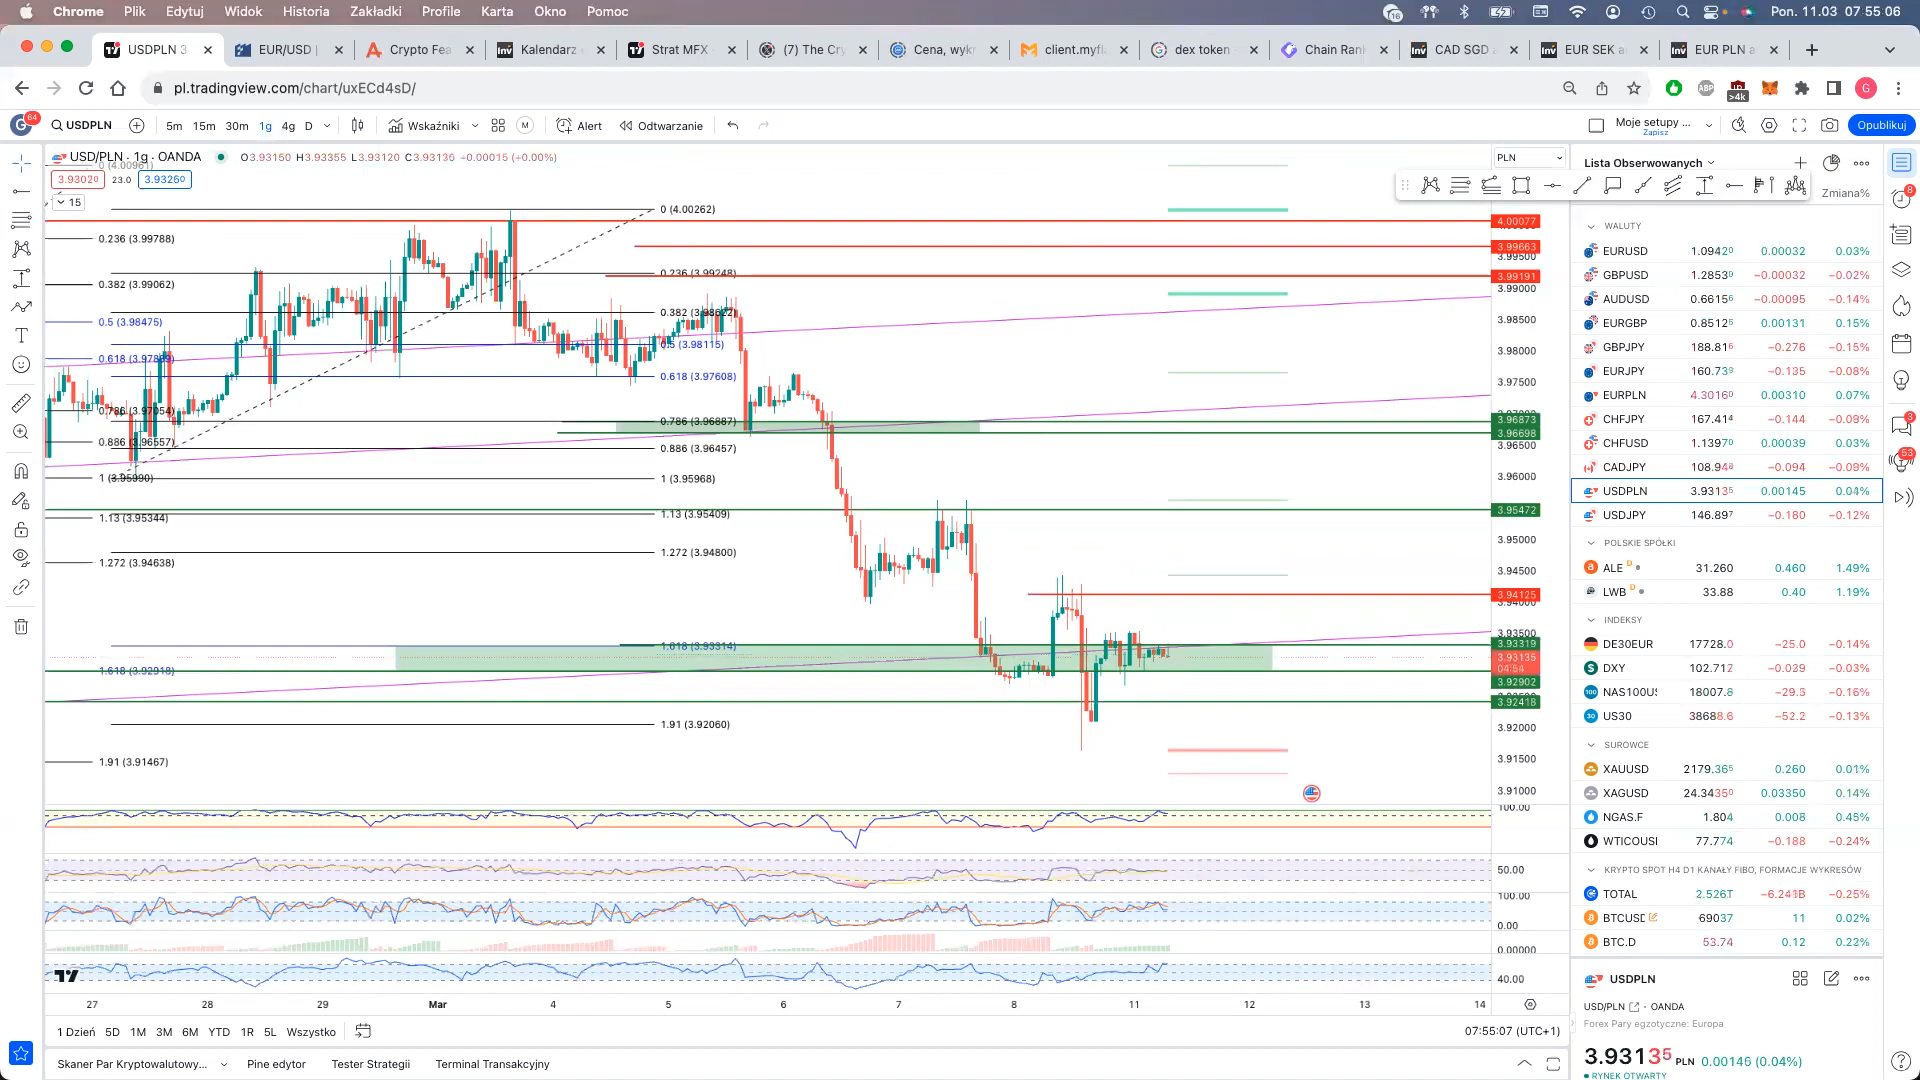 Chrome Plik Edytuj Widok Historia Zakładki Profile Karta Okno Pomoc 16 Pon. 11.03 07 55 06
USDPLN 3 EUR/USD | Crypto Fea Kalendarz Strat MFX - (7) The Cry Cena, wykr client.myfi dex token - Chain Rank CAD SGD EUR SEK EUR PLN a
pl.tradingview.com/chart/uxECd4sD/ ABP >4k G
G 64 USDPLN 5m 15m 30m 1g 4g D Wskaźniki M Alert Odtwarzanie Moje setupy ... Zapisz Opublikuj
USD/PLN · 1g · OANDA O3.93150 H3.93355 L3.93120 C3.93136 −0.00015 (+0.00%) PLN
0 (4.00961)
3.93020 23.0 3.93260
15
0 (4.00262)
0.236 (3.99788)
0.236 (3.99248)
0.382 (3.99062)
0.382 (3.98622)
0.5 (3.98475)
0.5 (3.98115)
0.618 (3.97889)
0.618 (3.97608)
0.786 (3.97054)
0.786 (3.96887)
0.886 (3.96557)
0.886 (3.96457)
1 (3.95990)
1 (3.95968)
1.13 (3.95344)
1.13 (3.95409)
1.272 (3.94800)
1.272 (3.94638)
1.618 (3.93314)
1.618 (3.92918)
1.91 (3.92060)
1.91 (3.91467)
4.00077
3.99663
3.99500
3.99191
3.99000
3.98500
3.98000
3.97500
3.96873
3.96698
3.96500
3.96000
3.95472
3.95000
3.94500
3.94125
3.94000
3.93500
3.93319
3.93135
04:54
3.92902
3.92418
3.92000
3.91500
3.91000
100.00
50.00
100.00
0.00
0.00000
40.00
27 28 29 Mar 4 5 6 7 8 11 12 13 14
1 Dzień 5D 1M 3M 6M YTD 1R 5L Wszystko 07:55:07 (UTC+1)
Skaner Par Kryptowalutowy... Pine edytor Tester Strategii Terminal Transakcyjny
Lista Obserwowanych
Zmiana%
WALUTY
EURUSD 1.09420 0.00032 0.03%
GBPUSD 1.28530 −0.00032 −0.02%
AUDUSD 0.66156 −0.00095 −0.14%
EURGBP 0.85125 0.00131 0.15%
GBPJPY 188.816 −0.276 −0.15%
EURJPY 160.739 −0.135 −0.08%
EURPLN 4.30160 0.00310 0.07%
CHFJPY 167.414 −0.144 −0.09%
CHFUSD 1.13970 0.00039 0.03%
CADJPY 108.948 −0.094 −0.09%
USDPLN 3.93135 0.00145 0.04%
USDJPY 146.897 −0.180 −0.12%
POLSKIE SPÓŁKI
ALE D 31.260 0.460 1.49%
LWB D 33.88 0.40 1.19%
INDEKSY
DE30EUR 17728.0 −25.0 −0.14%
DXY 102.712 −0.029 −0.03%
NAS100US 18007.8 −29.5 −0.16%
US30 38688.6 −52.2 −0.13%
SUROWCE
XAUUSD 2179.365 0.260 0.01%
XAGUSD 24.34350 0.03350 0.14%
NGAS.F 1.804 0.008 0.45%
WTICOUSI 77.774 −0.188 −0.24%
KRYPTO SPOT H4 D1 KANAŁY FIBO, FORMACJE WYKRESÓW
TOTAL 2.526T −6.241B −0.25%
BTCUSD 69037 11 0.02%
BTC.D 53.74 0.12 0.22%
USDPLN
USD/PLN · OANDA
Forex Pary egzotyczne: Europa
3.93135 PLN 0.00146 (0.04%)
RYNEK OTWARTY
8
3
53